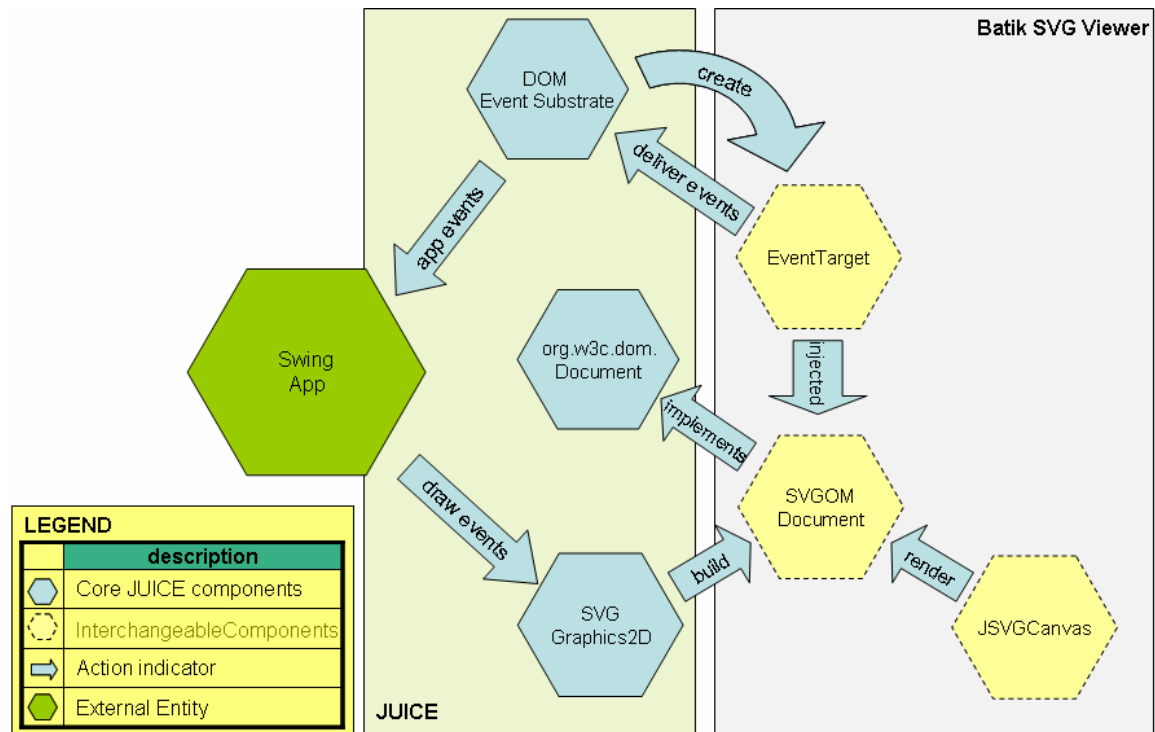 Batik SVG Viewer
DOM
Event Substrate
create
deliver events
app events
EventTarget
injected
Swing
App
org.w3c.dom.
Document
implements
SVGOM
Document
draw events
build
render
SVG
Graphics2D
JSVGCanvas
JUICE
LEGEND
description
Core JUICE components
InterchangeableComponents
Action indicator
External Entity